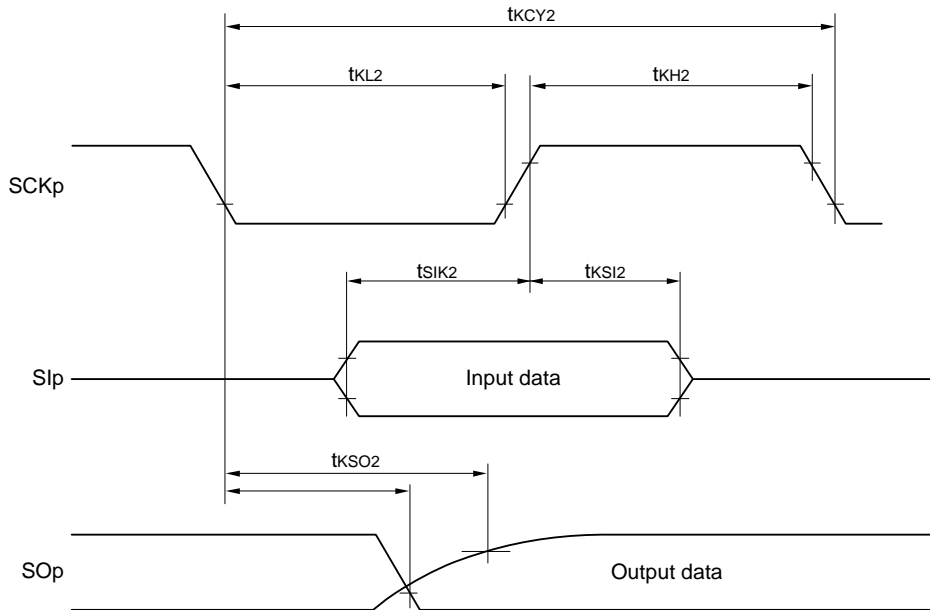 tKCY2
tKL2
tKH2
SCKp
tSIK2
tKSI2
SIp
Input data
tKSO2
SOp
Output data